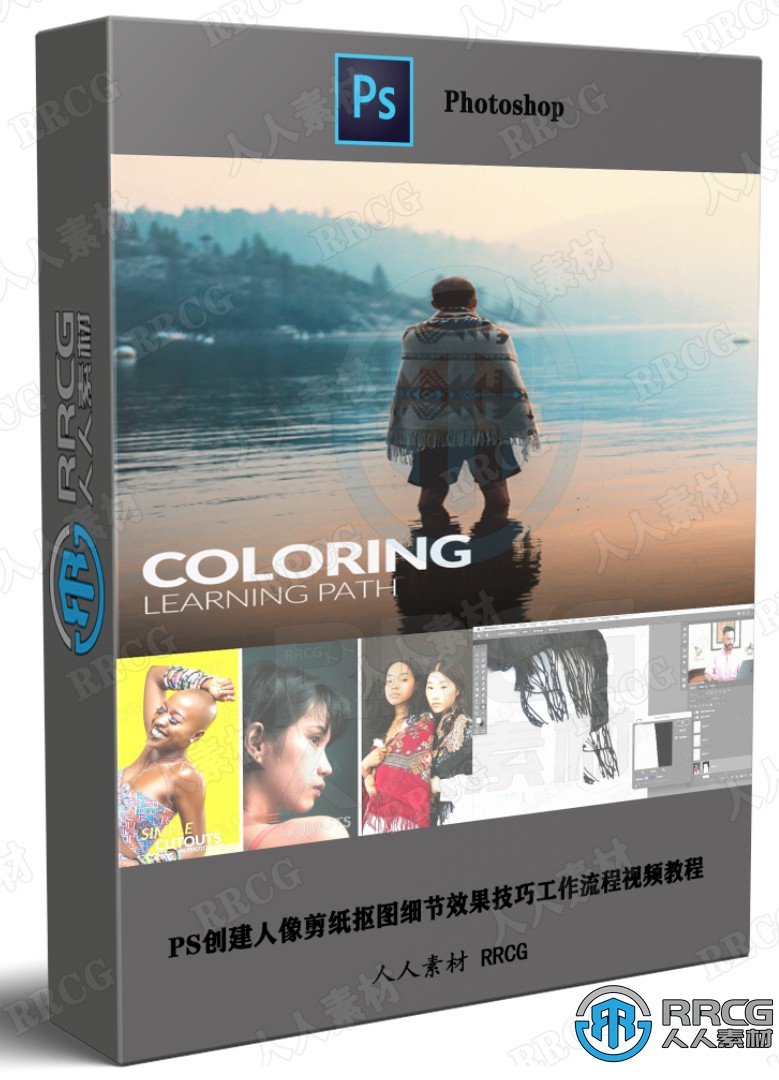 Ps
Photoshop
COLORING
LEARNING PATH
SIMPLE
CUTOUTS
CUTOUTS
PS创建人像剪纸抠图细节效果技巧工作流程视频教程
人人素材 RRCG
RRCG
人人素材
RRCG
人人素材